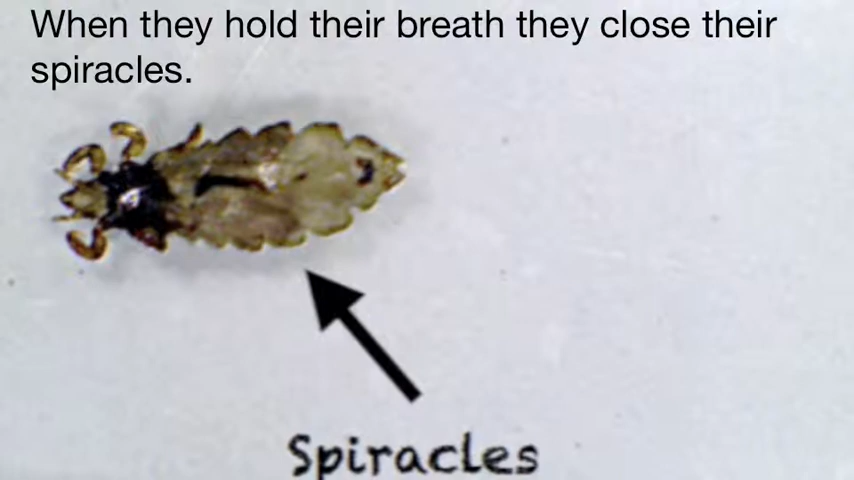 When they hold their breath they close their
spiracles.
Spiracles